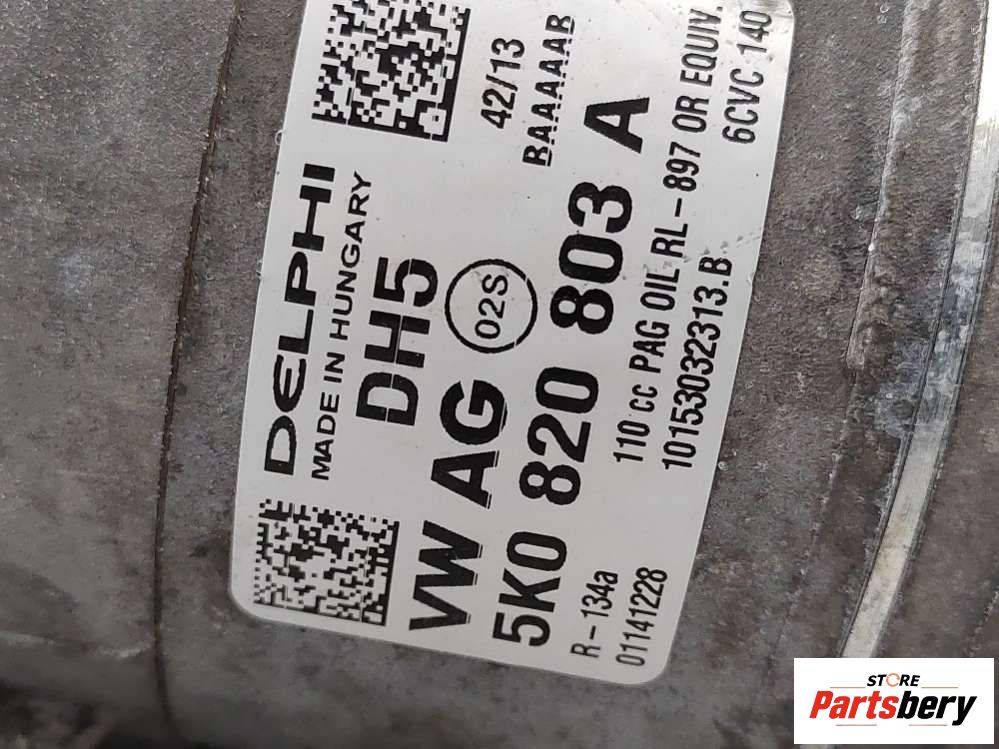 DELPHI
MADE IN HUNGARY
DH5
42/13
VW AG
02S
BAAAAAB
5K0 820 803 A
R-134a
110 cc PAG OIL RL-897 OR EQUIV.
01141228
10153032313.B
6CVC 140
STORE
Partsbery